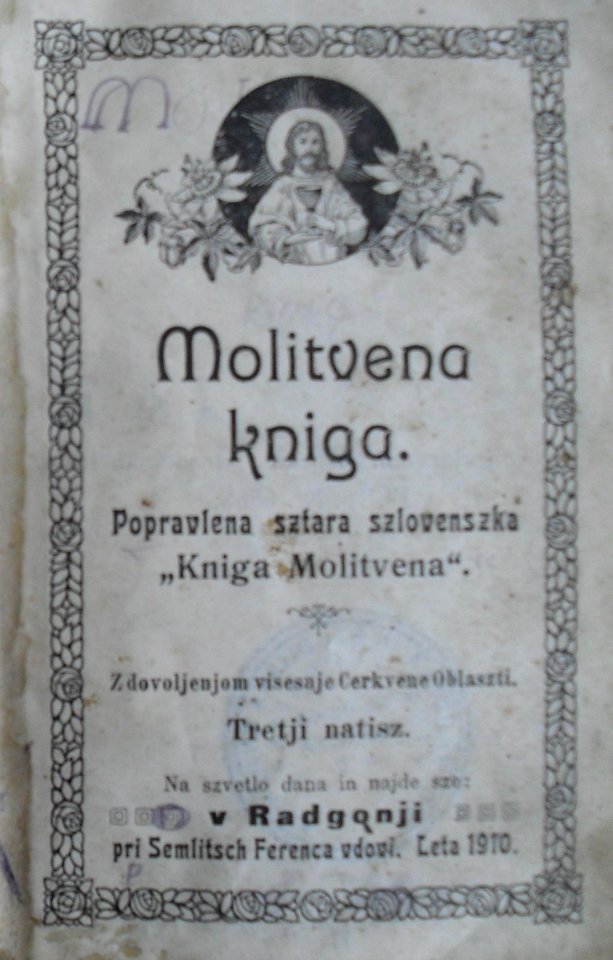 Mo
Molitvena
kniga.
Popravlena sztara szlovenszka
„Kniga Molitvena“.
Z dovoljenjom visesnje Cerkvene Oblaszti.
Tretji natisz.
Na szvetlo dana in najde sze:
v Radgonji
pri Semlitsch Ferenca vdovi. Leta 1910.
P